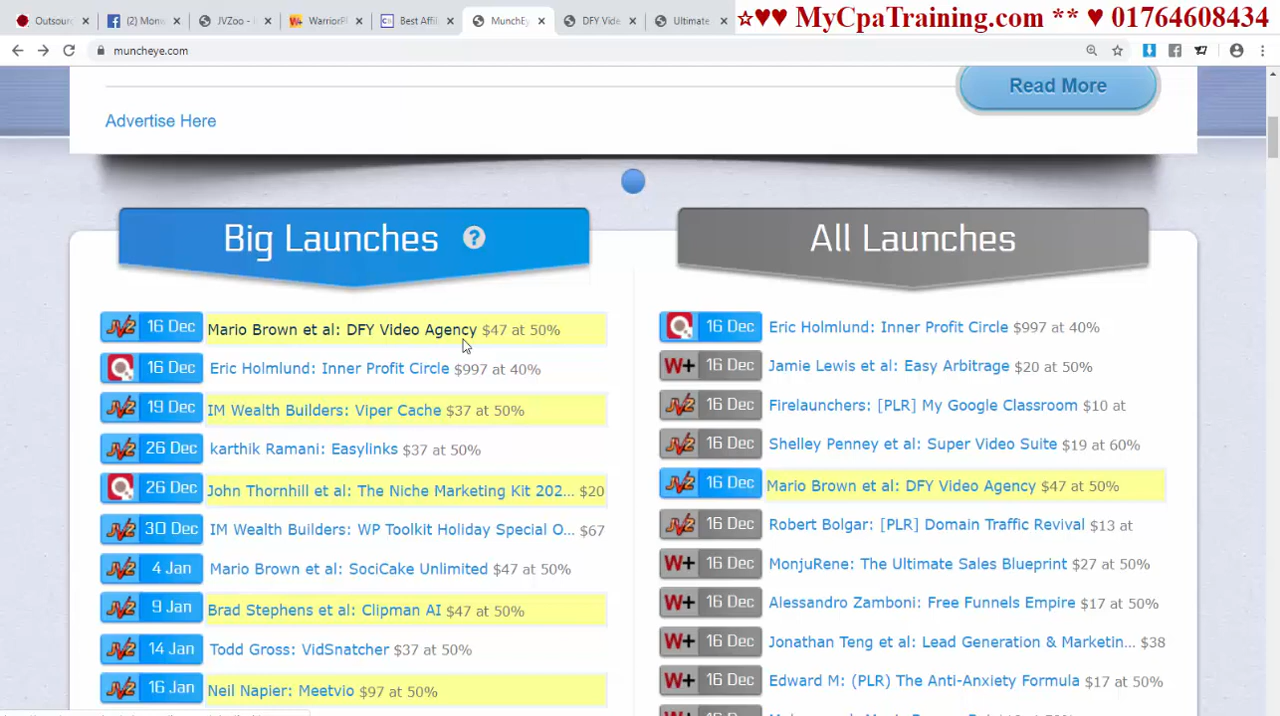 Outsourc
(2) Monw
JVZoo - I
WarriorPl
Best Affil
MunchEy
DFY Vide
Ultimate
☆♥♥ MyCpaTraining.com ** ♥ 01764608434
muncheye.com
Read More
Advertise Here
Big Launches ?
16 Dec Mario Brown et al: DFY Video Agency $47 at 50%
16 Dec Eric Holmlund: Inner Profit Circle $997 at 40%
19 Dec IM Wealth Builders: Viper Cache $37 at 50%
26 Dec karthik Ramani: Easylinks $37 at 50%
26 Dec John Thornhill et al: The Niche Marketing Kit 202... $20
30 Dec IM Wealth Builders: WP Toolkit Holiday Special O... $67
4 Jan Mario Brown et al: SociCake Unlimited $47 at 50%
9 Jan Brad Stephens et al: Clipman AI $47 at 50%
14 Jan Todd Gross: VidSnatcher $37 at 50%
16 Jan Neil Napier: Meetvio $97 at 50%
All Launches
16 Dec Eric Holmlund: Inner Profit Circle $997 at 40%
W+ 16 Dec Jamie Lewis et al: Easy Arbitrage $20 at 50%
16 Dec Firelaunchers: [PLR] My Google Classroom $10 at
16 Dec Shelley Penney et al: Super Video Suite $19 at 60%
16 Dec Mario Brown et al: DFY Video Agency $47 at 50%
16 Dec Robert Bolgar: [PLR] Domain Traffic Revival $13 at
W+ 16 Dec MonjuRene: The Ultimate Sales Blueprint $27 at 50%
W+ 16 Dec Alessandro Zamboni: Free Funnels Empire $17 at 50%
W+ 16 Dec Jonathan Teng et al: Lead Generation & Marketin... $38
W+ 16 Dec Edward M: (PLR) The Anti-Anxiety Formula $17 at 50%